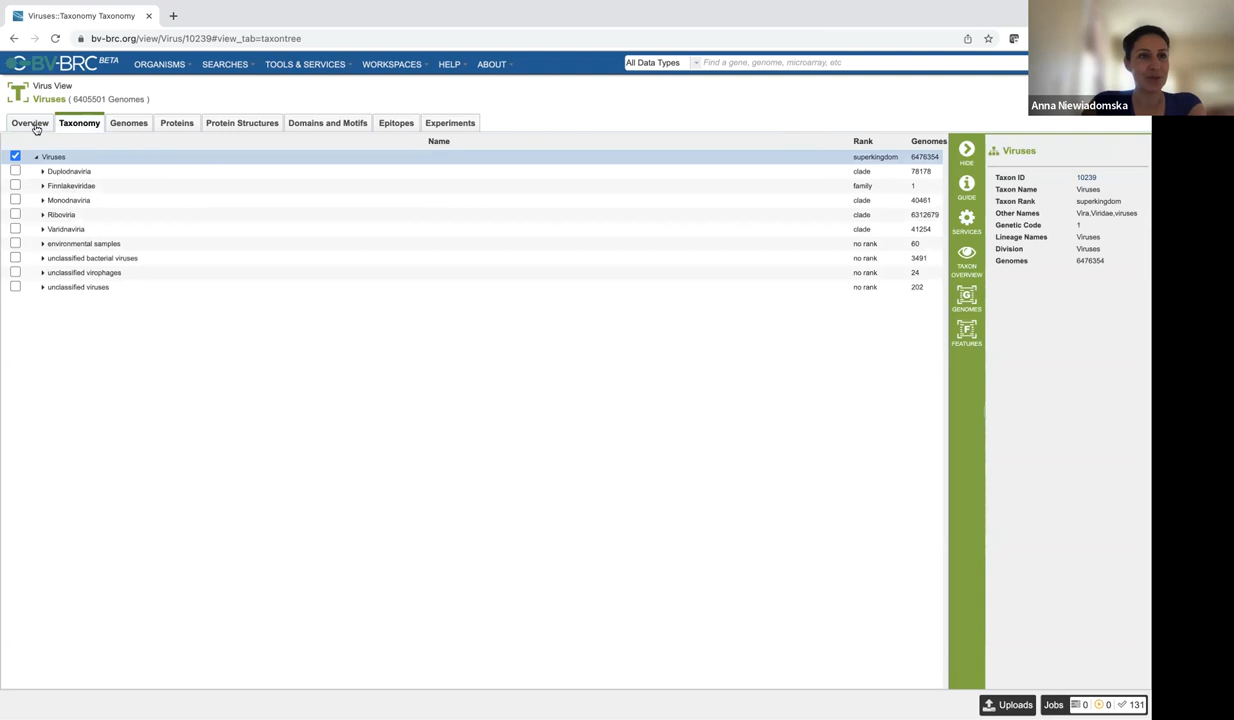 Viruses::Taxonomy Taxonomy
bv-brc.org/view/Virus/10239#view_tab=taxontree
BV-BRC BETA
ORGANISMS
SEARCHES
TOOLS & SERVICES
WORKSPACES
HELP
ABOUT
All Data Types
Find a gene, genome, microarray, etc
Anna Niewiadomska
T
Virus View
Viruses ( 6405501 Genomes )
Overview
Taxonomy
Genomes
Proteins
Protein Structures
Domains and Motifs
Epitopes
Experiments
Name Rank Genomes
Viruses superkingdom 6476354
Duplodnaviria clade 78178
Finnlakeviridae family 1
Monodnaviria clade 40461
Riboviria clade 6312679
Varidnaviria clade 41254
environmental samples no rank 60
unclassified bacterial viruses no rank 3491
unclassified virophages no rank 24
unclassified viruses no rank 202
HIDE
GUIDE
SERVICES
TAXON
OVERVIEW
G
GENOMES
F
FEATURES
Viruses
Taxon ID 10239
Taxon Name Viruses
Taxon Rank superkingdom
Other Names Vira,Viridae,viruses
Genetic Code 1
Lineage Names Viruses
Division Viruses
Genomes 6476354
Uploads
Jobs 0 0 131